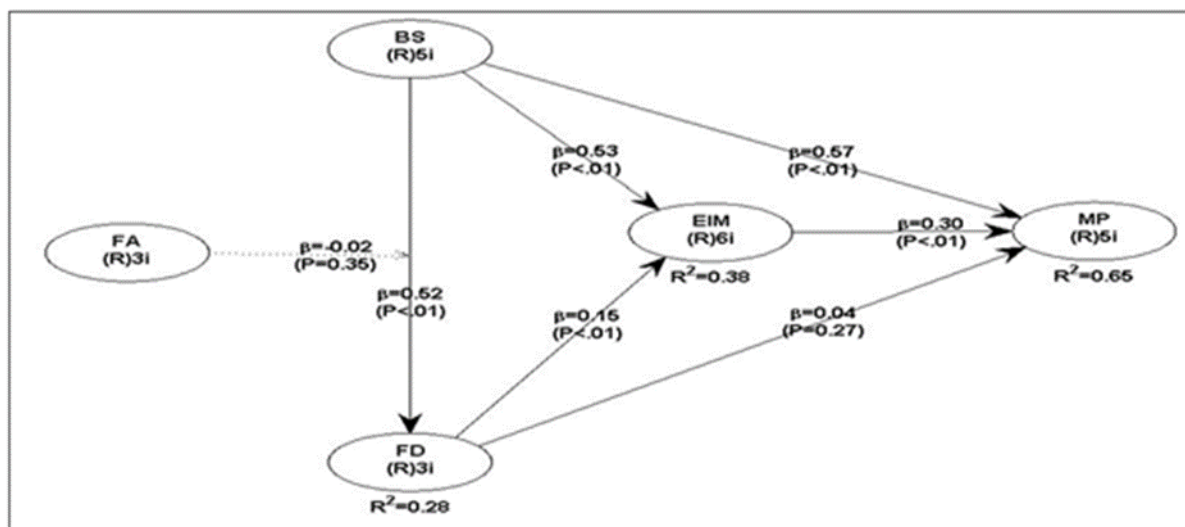 BS
(R)5i
β=0.53
(P<.01)
β=0.57
(P<.01)
EIM
(R)6i
R²=0.38
β=0.30
(P<.01)
MP
(R)5i
R²=0.65
FA
(R)3i
β=-0.02
(P=0.35)
β=0.52
(P<.01)
β=0.15
(P<.01)
β=0.04
(P=0.27)
FD
(R)3i
R²=0.28